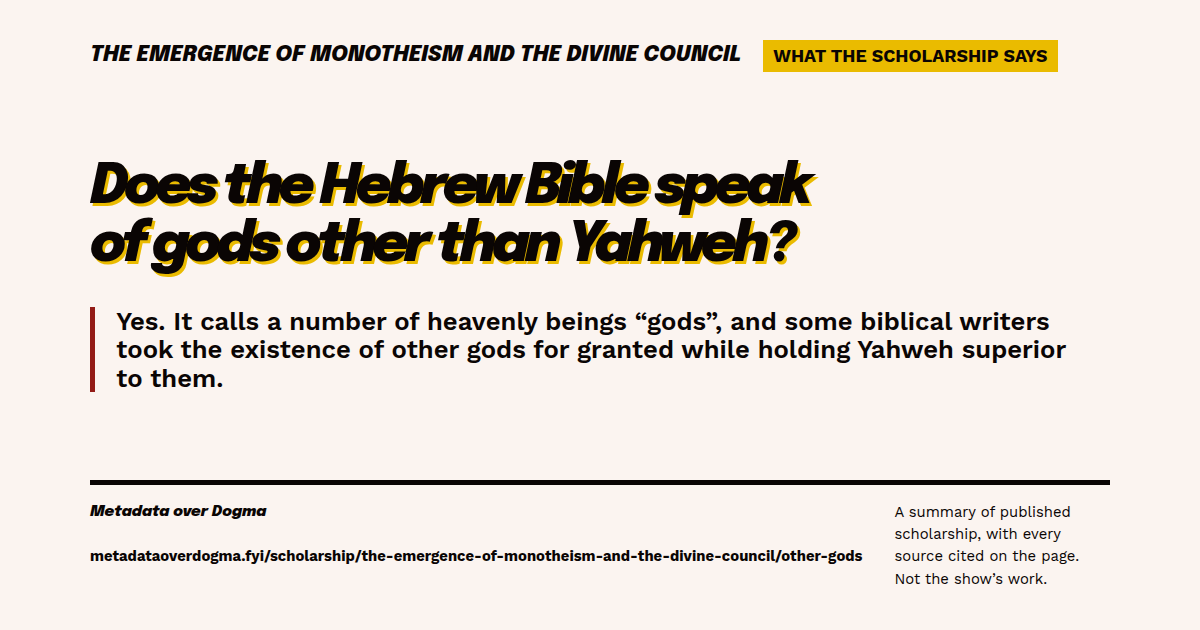 THE EMERGENCE OF MONOTHEISM AND THE DIVINE COUNCIL
WHAT THE SCHOLARSHIP SAYS
Does the Hebrew Bible speak
of gods other than Yahweh?
Yes. It calls a number of heavenly beings “gods”, and some biblical writers
took the existence of other gods for granted while holding Yahweh superior
to them.
Metadata over Dogma
metadataoverdogma.fyi/scholarship/the-emergence-of-monotheism-and-the-divine-council/other-gods
A summary of published
scholarship, with every
source cited on the page.
Not the show’s work.